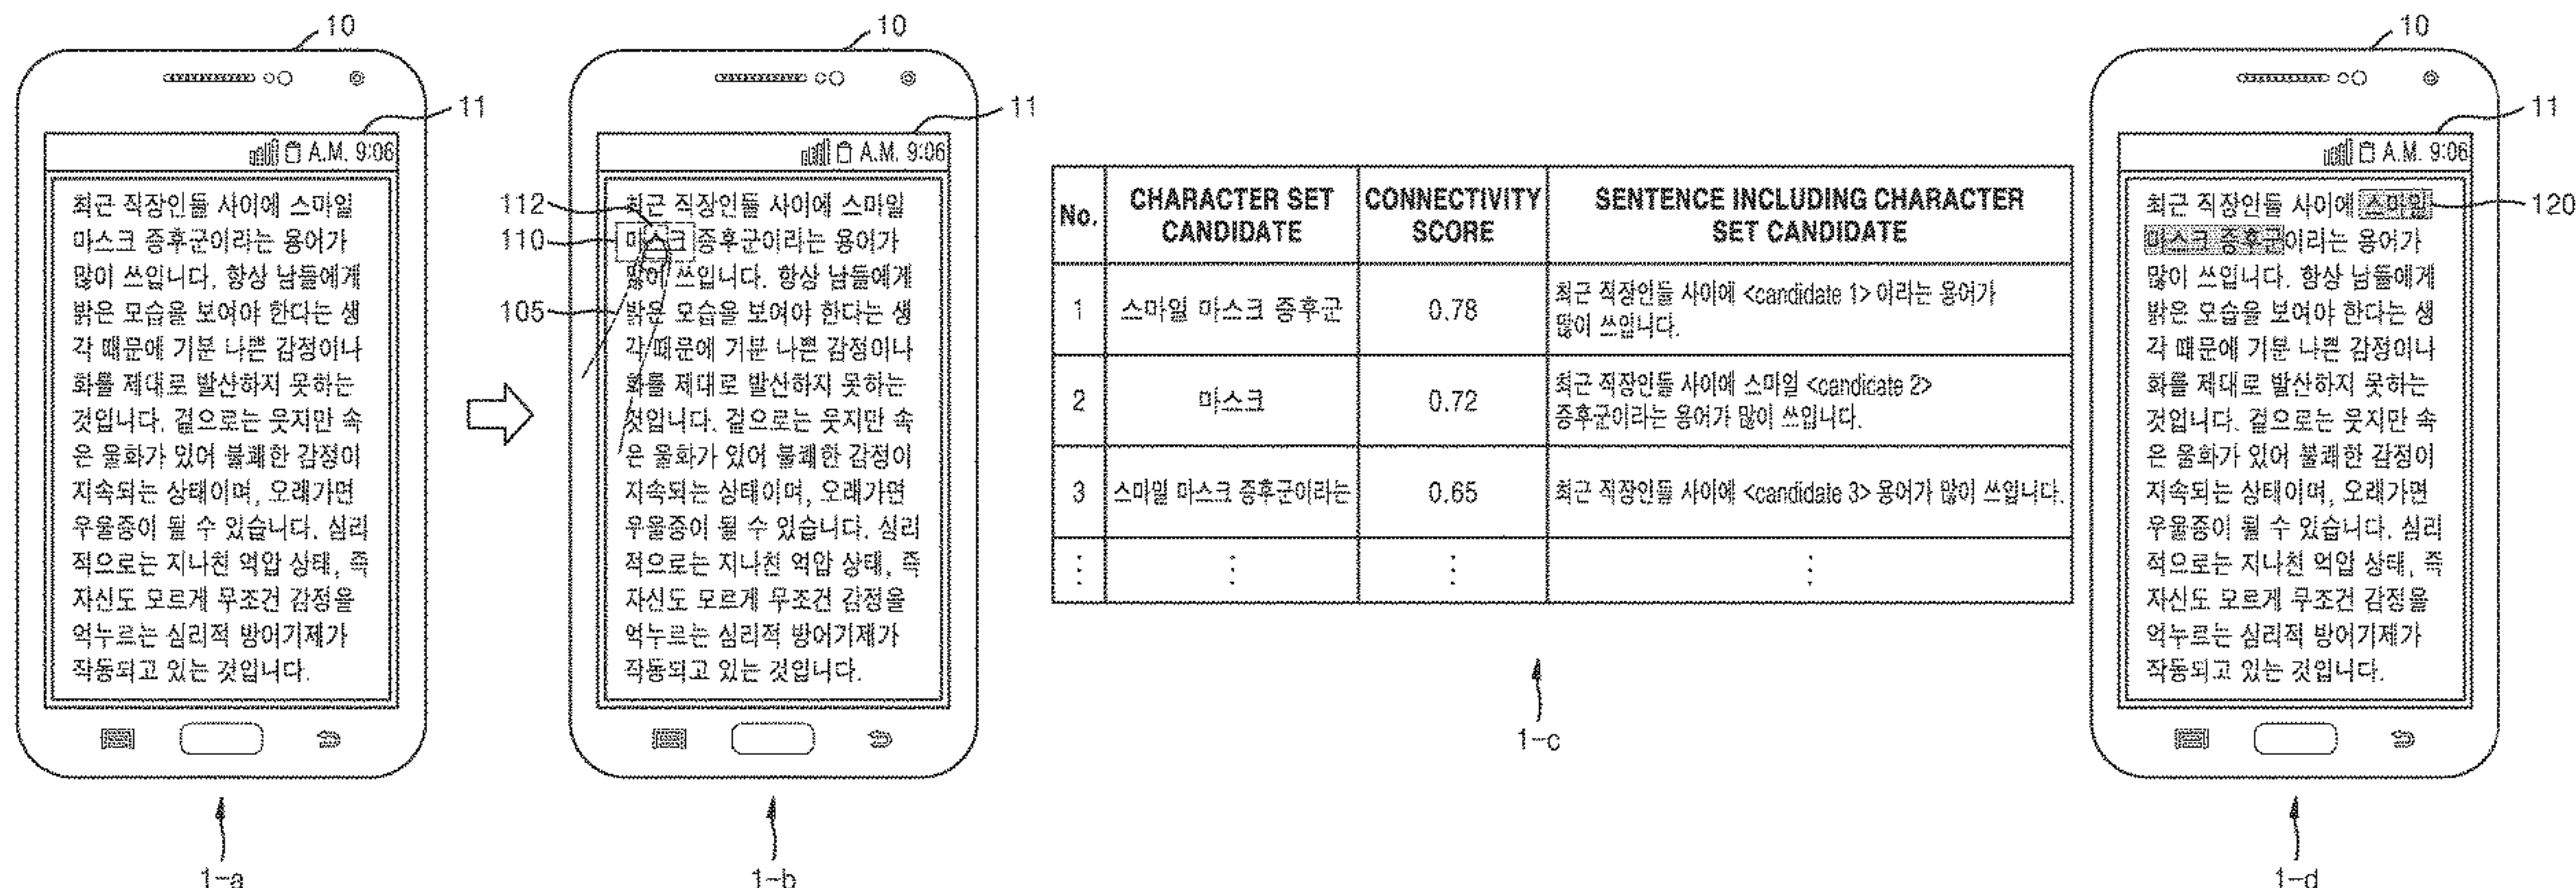 10
11
A.M. 9:06
최근 직장인들 사이에 스마일
마스크 증후군이라는 용어가
많이 쓰입니다. 항상 남들에게
밝은 모습을 보여야 한다는 생
각 때문에 기분 나쁜 감정이나
화를 제대로 발산하지 못하는
것입니다. 겉으로는 웃지만 속
은 울화가 있어 불쾌한 감정이
지속되는 상태이며, 오래가면
우울증이 될 수 있습니다. 심리
적으로는 지나친 억압 상태, 즉
자신도 모르게 무조건 감정을
억누르는 심리적 방어기제가
작동되고 있는 것입니다.
1-a
10
11
A.M. 9:06
112
110
105
최근 직장인들 사이에 스마일
마스크 증후군이라는 용어가
많이 쓰입니다. 항상 남들에게
밝은 모습을 보여야 한다는 생
각 때문에 기분 나쁜 감정이나
화를 제대로 발산하지 못하는
것입니다. 겉으로는 웃지만 속
은 울화가 있어 불쾌한 감정이
지속되는 상태이며, 오래가면
우울증이 될 수 있습니다. 심리
적으로는 지나친 억압 상태, 즉
자신도 모르게 무조건 감정을
억누르는 심리적 방어기제가
작동되고 있는 것입니다.
1-b
No. CHARACTER SET CANDIDATE CONNECTIVITY SCORE SENTENCE INCLUDING CHARACTER SET CANDIDATE
1 스마일 마스크 증후군 0.78 최근 직장인들 사이에 <candidate 1> 이라는 용어가
많이 쓰입니다.
2 마스크 0.72 최근 직장인들 사이에 스마일 <candidate 2>
증후군이라는 용어가 많이 쓰입니다.
3 스마일 마스크 증후군이라는 0.65 최근 직장인들 사이에 <candidate 3> 용어가 많이 쓰입니다.
1-c
10
11
A.M. 9:06
120
최근 직장인들 사이에 스마일
마스크 증후군이라는 용어가
많이 쓰입니다. 항상 남들에게
밝은 모습을 보여야 한다는 생
각 때문에 기분 나쁜 감정이나
화를 제대로 발산하지 못하는
것입니다. 겉으로는 웃지만 속
은 울화가 있어 불쾌한 감정이
지속되는 상태이며, 오래가면
우울증이 될 수 있습니다. 심리
적으로는 지나친 억압 상태, 즉
자신도 모르게 무조건 감정을
억누르는 심리적 방어기제가
작동되고 있는 것입니다.
1-d